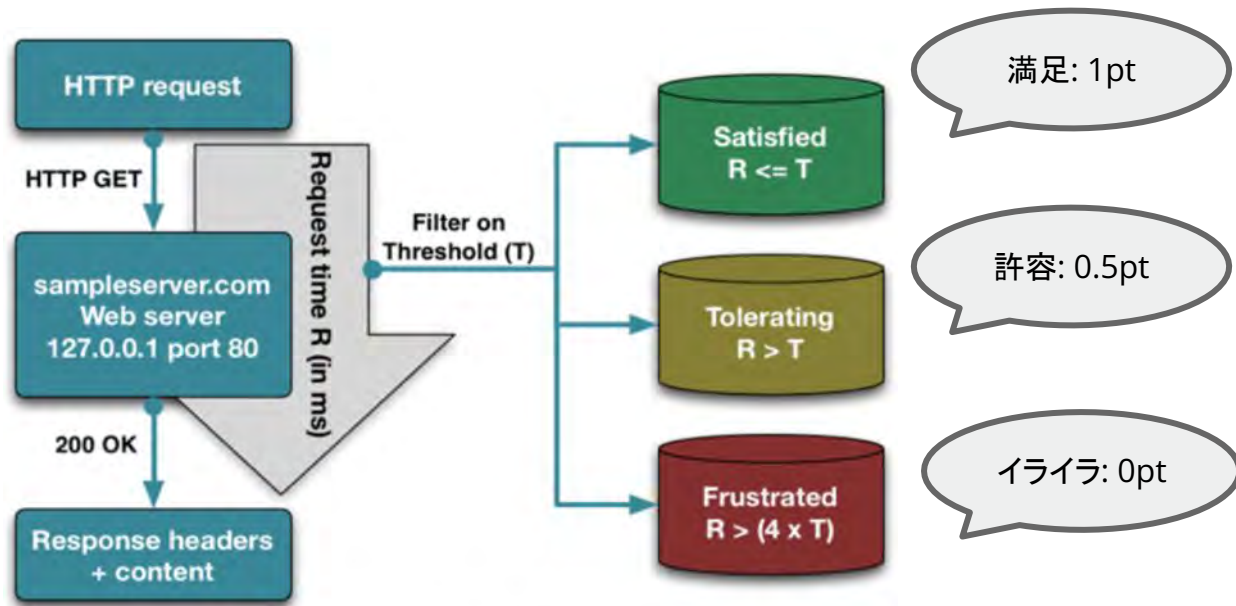 HTTP request
HTTP GET
sampleserver.com
Web server
127.0.0.1 port 80
200 OK
Response headers
+ content
Request time R (in ms)
Filter on
Threshold (T)
Satisfied
R <= T
満足: 1pt
Tolerating
R > T
許容: 0.5pt
Frustrated
R > (4 x T)
イライラ: 0pt